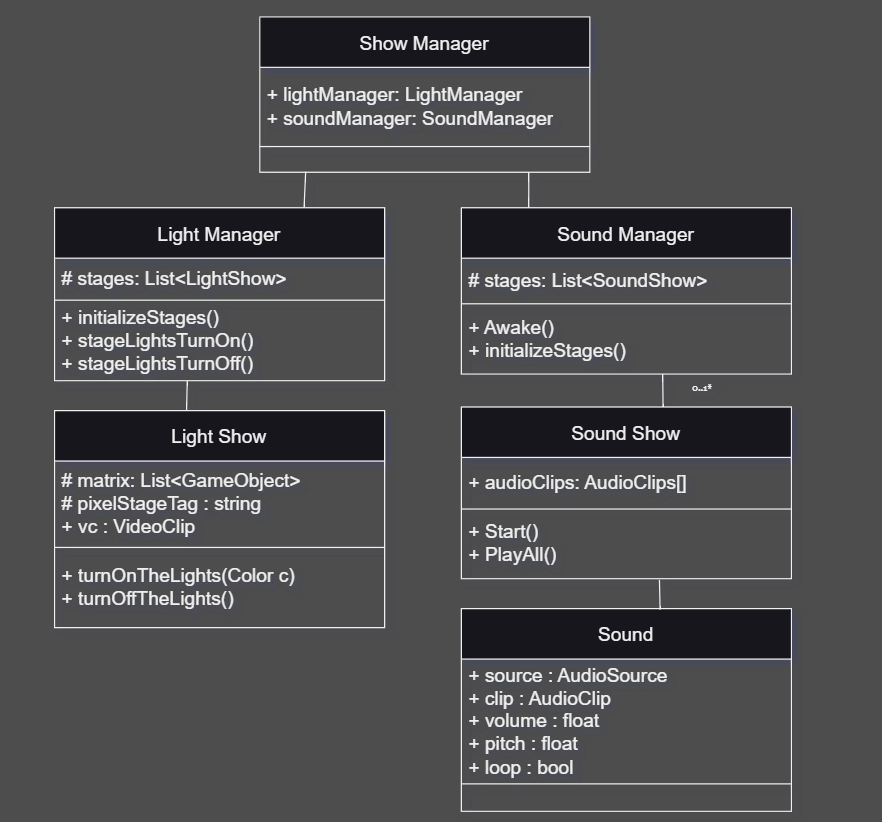 Show Manager
+ lightManager: LightManager
+ soundManager: SoundManager
Light Manager
# stages: List<LightShow>
+ initializeStages()
+ stageLightsTurnOn()
+ stageLightsTurnOff()
Sound Manager
# stages: List<SoundShow>
+ Awake()
+ initializeStages()
0..1*
Light Show
# matrix: List<GameObject>
# pixelStageTag : string
+ vc : VideoClip
+ turnOnTheLights(Color c)
+ turnOffTheLights()
Sound Show
+ audioClips: AudioClips[]
+ Start()
+ PlayAll()
Sound
+ source : AudioSource
+ clip : AudioClip
+ volume : float
+ pitch : float
+ loop : bool